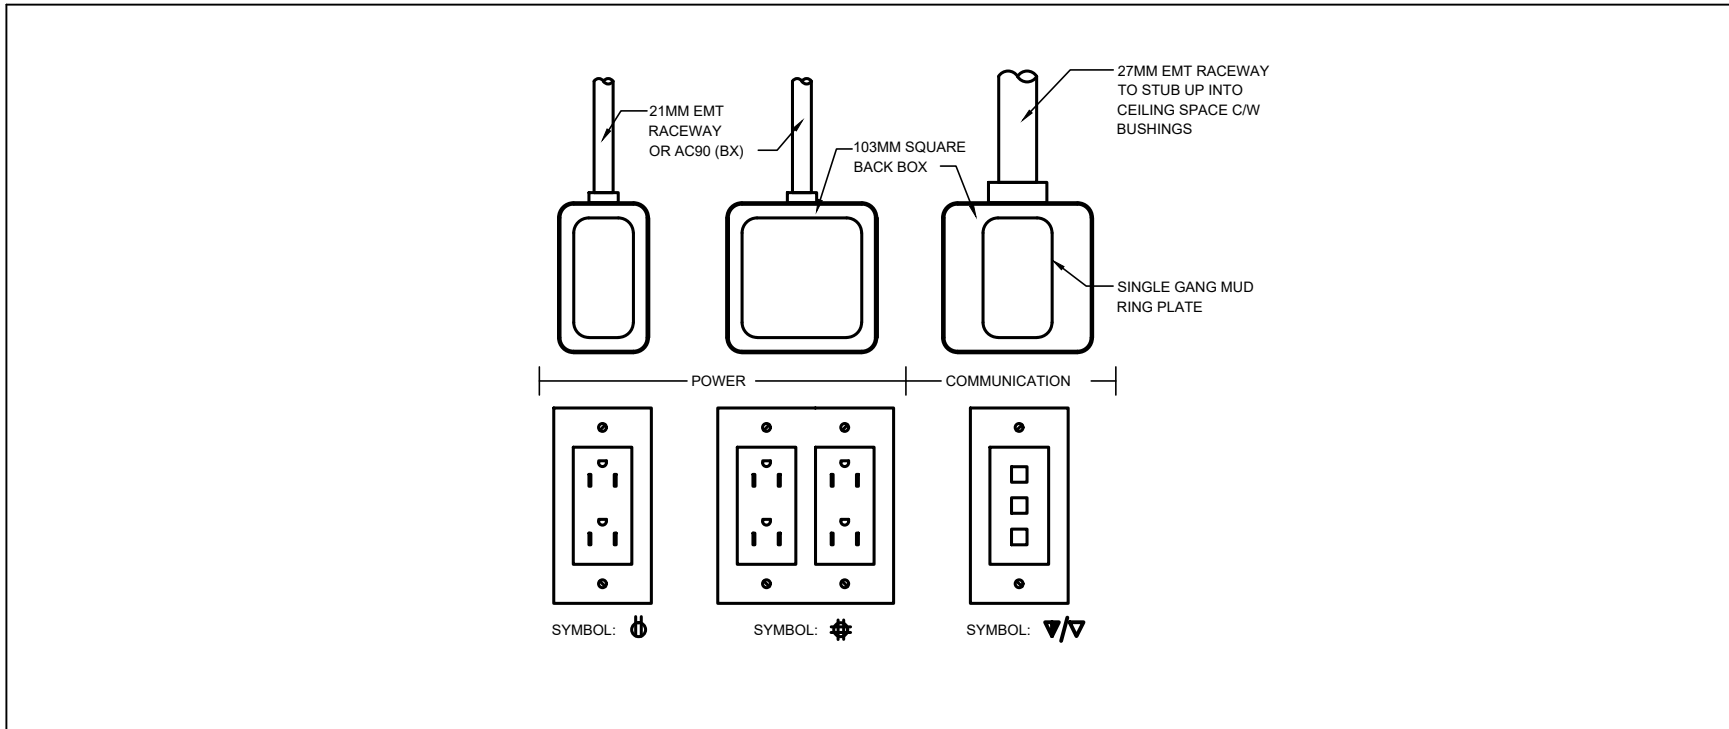 21MM EMT
RACEWAY
OR AC90 (BX)
103MM SQUARE
BACK BOX
27MM EMT RACEWAY
TO STUB UP INTO
CEILING SPACE C/W
BUSHINGS
SINGLE GANG MUD
RING PLATE
POWER
COMMUNICATION
SYMBOL:
SYMBOL:
SYMBOL: